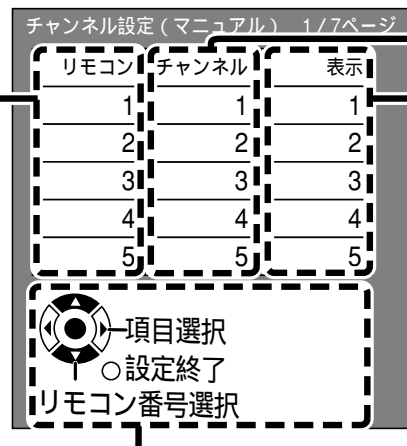 チャンネル設定(マニュアル) 1/7ページ
リモコン チャンネル 表示
1 1 1
2 2 2
3 3 3
4 4 4
5 5 5
項目選択
○設定終了
リモコン番号選択